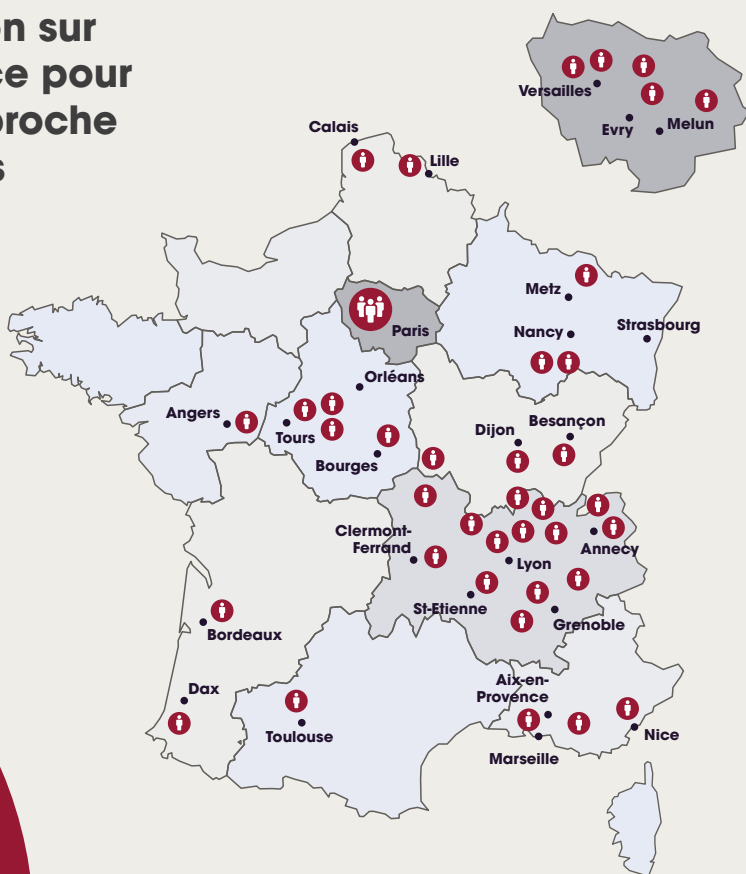 n sur
ce pour
proche
s
Versailles
Evry
Melun
Calais
Lille
Metz
Nancy
Strasbourg
Paris
Orléans
Angers
Tours
Bourges
Dijon
Besançon
Clermont-
Ferrand
Lyon
Annecy
St-Etienne
Grenoble
Bordeaux
Dax
Toulouse
Aix-en-
Provence
Marseille
Nice